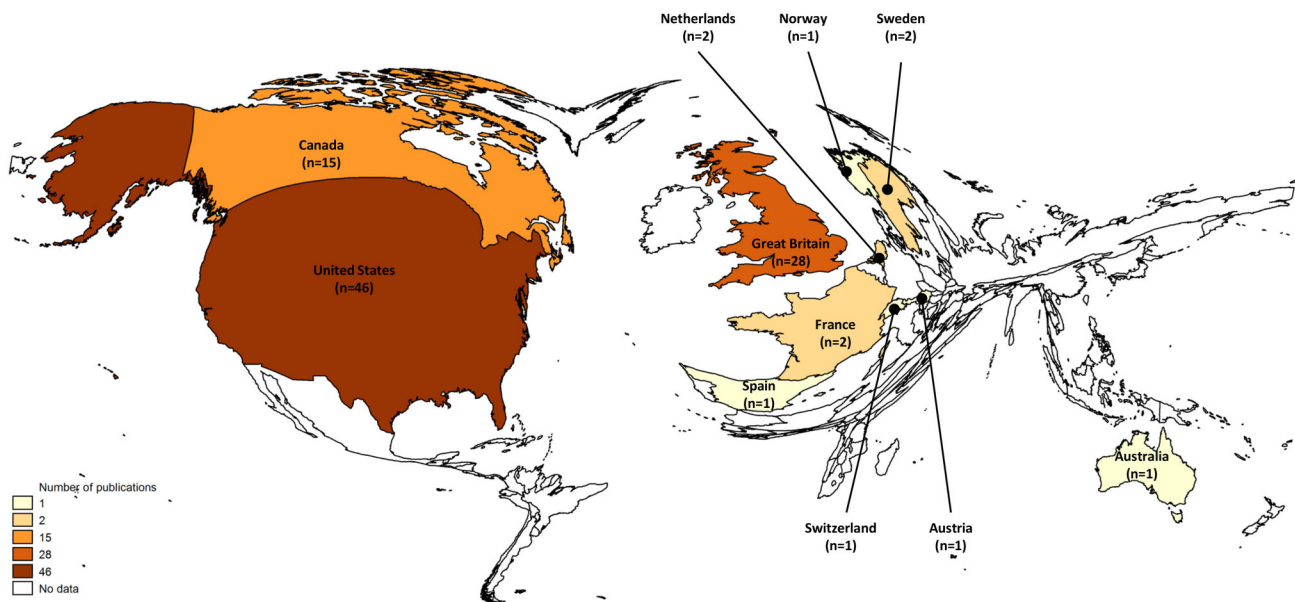 Netherlands
(n=2)
Norway
(n=1)
Sweden
(n=2)
Canada
(n=15)
United States
(n=46)
Great Britain
(n=28)
France
(n=2)
Spain
(n=1)
Australia
(n=1)
Switzerland
(n=1)
Austria
(n=1)
Number of publications
1
2
15
28
46
No data